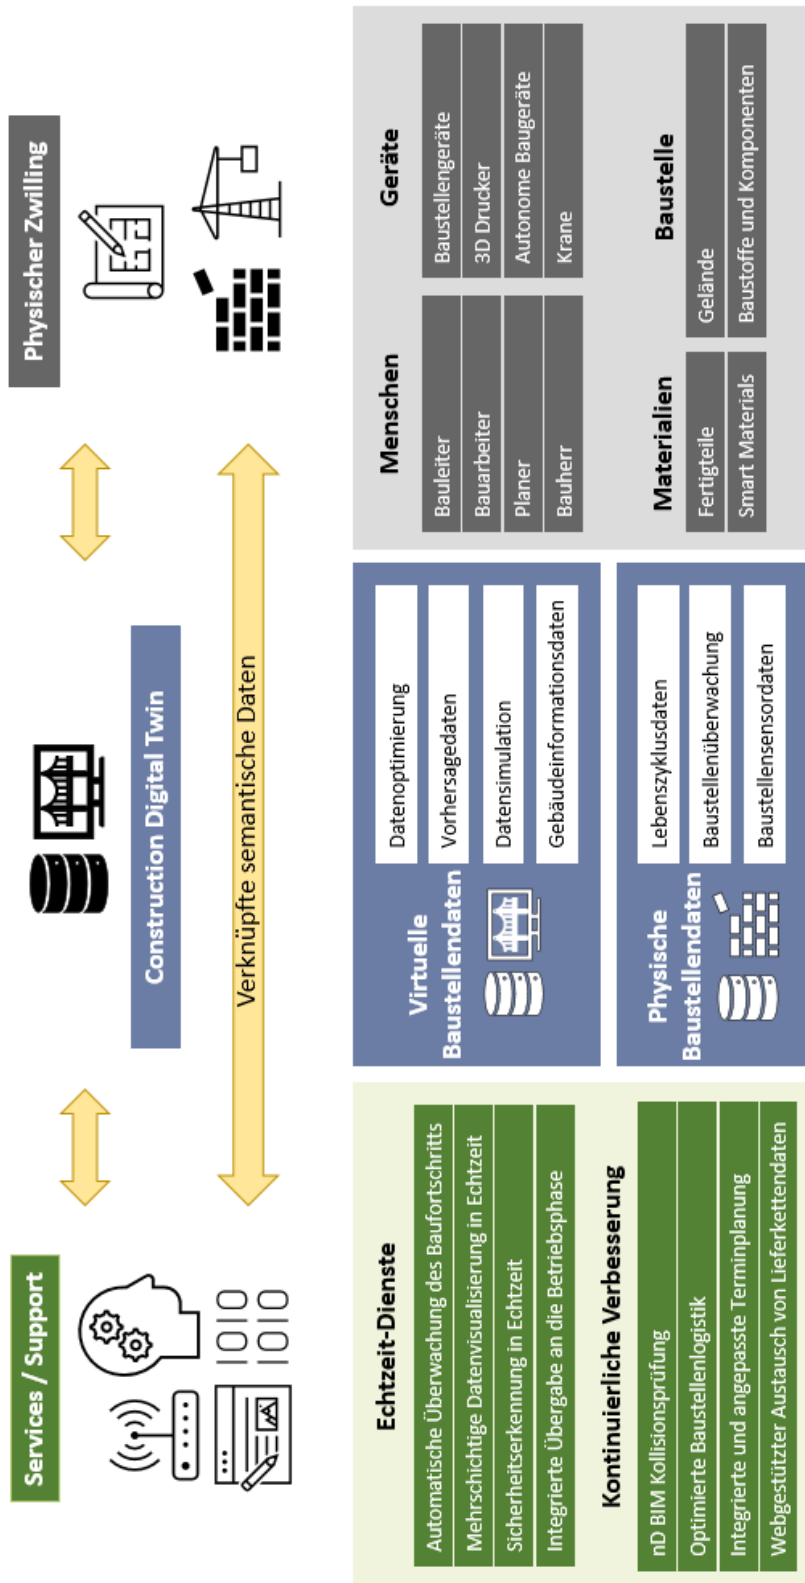 Services / Support
Construction Digital Twin
Physischer Zwilling
Verknüpfte semantische Daten
Echtzeit-Dienste
Automatische Überwachung des Baufortschritts
Mehrschichtige Datenvisualisierung in Echtzeit
Sicherheitserkennung in Echtzeit
Integrierte Übergabe an die Betriebsphase
Kontinuierliche Verbesserung
nD BIM Kollisionsprüfung
Optimierte Baustellenlogistik
Integrierte und angepasste Terminplanung
Webgestützter Austausch von Lieferkettendaten
Virtuelle
Baustellendaten
Datenoptimierung
Vorhersagedaten
Datensimulation
Gebäudeinformationsdaten
Physische
Baustellendaten
Lebenszyklusdaten
Baustellenüberwachung
Baustellensensordaten
Menschen
Bauleiter
Bauarbeiter
Planer
Bauherr
Geräte
Baustellengeräte
3D Drucker
Autonome Baugeräte
Krane
Materialien
Fertigteile
Smart Materials
Baustelle
Gelände
Baustoffe und Komponenten